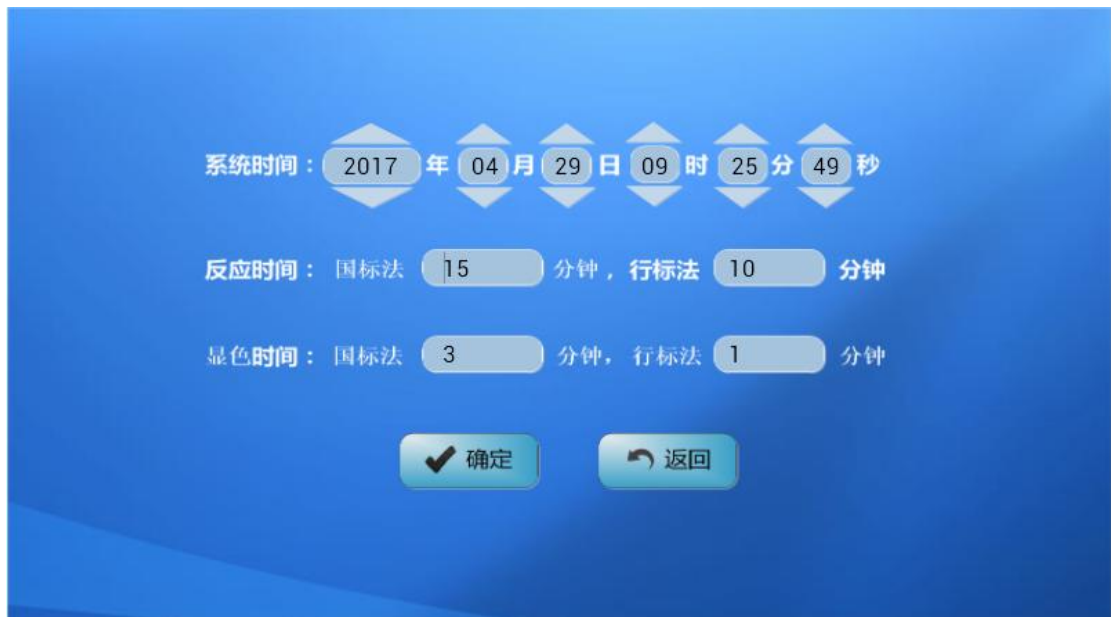 系统时间： 2017 年 04 月 29 日 09 时 25 分 49 秒
反应时间： 国标法 15 分钟， 行标法 10 分钟
显色时间： 国标法 3 分钟， 行标法 1 分钟
确定 返回